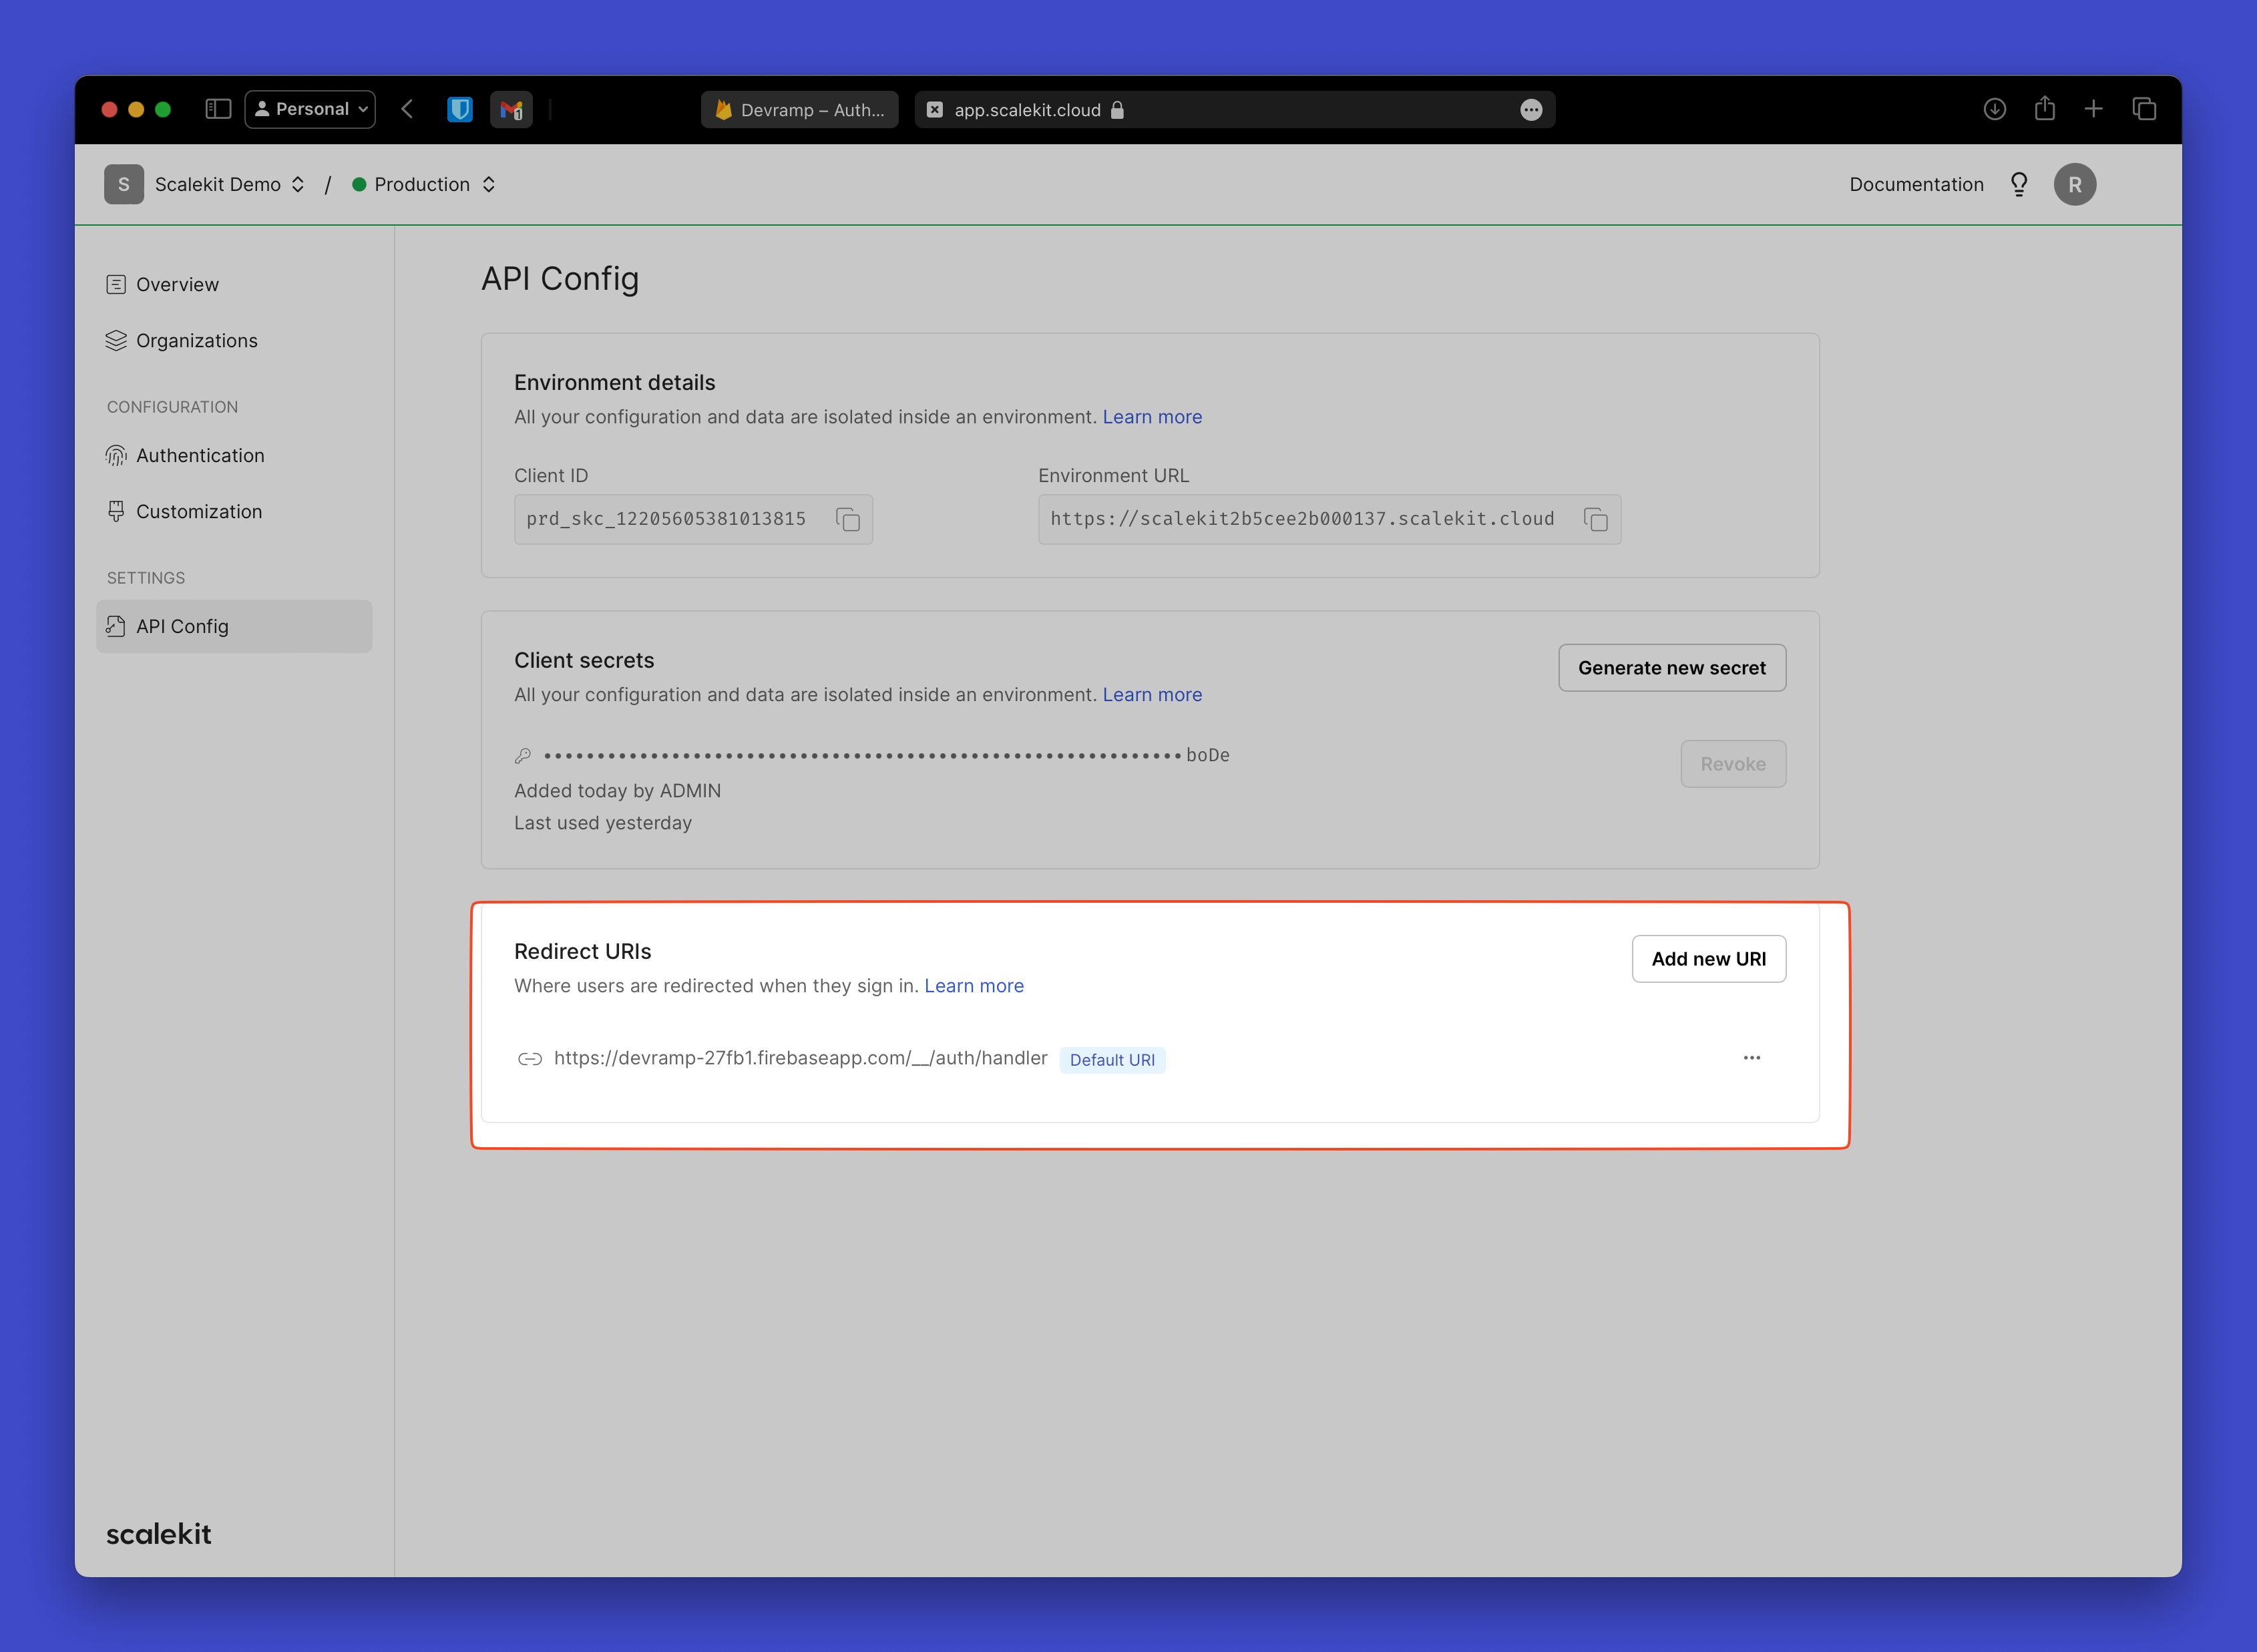 Personal
1
Devramp – Auth...
app.scalekit.cloud
S
Scalekit Demo
/
Production
Documentation
R
Overview
Organizations
CONFIGURATION
Authentication
Customization
SETTINGS
API Config
scalekit
API Config
Environment details
All your configuration and data are isolated inside an environment. Learn more
Client ID
Environment URL
prd_skc_12205605381013815
https://scalekit2b5cee2b000137.scalekit.cloud
Client secrets
Generate new secret
All your configuration and data are isolated inside an environment. Learn more
••••••••••••••••••••••••••••••••••••••••••••••••••••••••••••boDe
Revoke
Added today by ADMIN
Last used yesterday
Redirect URIs
Add new URI
Where users are redirected when they sign in. Learn more
https://devramp-27fb1.firebaseapp.com/__/auth/handler
Default URI